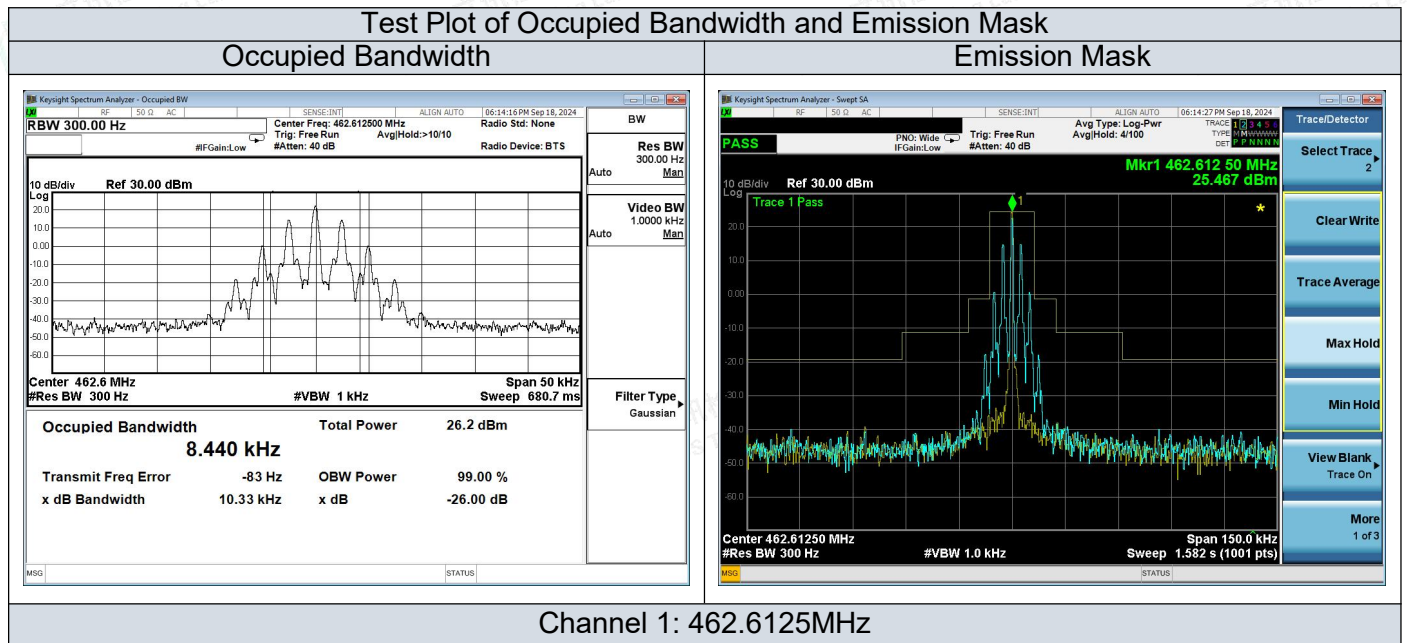 Test Plot of Occupied Bandwidth and Emission Mask
Occupied Bandwidth
Emission Mask
Keysight Spectrum Analyzer - Occupied BW
RF 50 Ω AC SENSE:INT ALIGN AUTO 06:14:16 PM Sep 18, 2024
RBW 300.00 Hz
Center Freq: 462.612500 MHz
Radio Std: None
Trig: Free Run Avg|Hold:>10/10
#IFGain:Low #Atten: 40 dB Radio Device: BTS
10 dB/div Ref 30.00 dBm
Log
20.0
10.0
0.00
-10.0
-20.0
-30.0
-40.0
-50.0
-60.0
Center 462.6 MHz Span 50 kHz
#Res BW 300 Hz #VBW 1 kHz Sweep 680.7 ms
Occupied Bandwidth Total Power 26.2 dBm
8.440 kHz
Transmit Freq Error -83 Hz OBW Power 99.00 %
x dB Bandwidth 10.33 kHz x dB -26.00 dB
MSG STATUS
BW
Res BW
300.00 Hz
Auto Man
Video BW
1.0000 kHz
Auto Man
Filter Type
Gaussian
Keysight Spectrum Analyzer - Swept SA
RF 50 Ω AC SENSE:INT ALIGN AUTO 06:14:27 PM Sep 18, 2024
PASS
PNO: Wide
IFGain:Low
Trig: Free Run
#Atten: 40 dB
Avg Type: Log-Pwr
Avg|Hold: 4/100
TRACE 1 2 3 4 5 6
TYPE M M W W W W
DET P P N N N N
Mkr1 462.612 50 MHz
25.467 dBm
10 dB/div Ref 30.00 dBm
Log
Trace 1 Pass
1
20.0
10.0
0.00
-10.0
-20.0
-30.0
-40.0
-50.0
-60.0
Center 462.61250 MHz Span 150.0 kHz
#Res BW 300 Hz #VBW 1.0 kHz Sweep 1.582 s (1001 pts)
MSG STATUS
Trace/Detector
Select Trace
2
Clear Write
Trace Average
Max Hold
Min Hold
View Blank
Trace On
More
1 of 3
Channel 1: 462.6125MHz